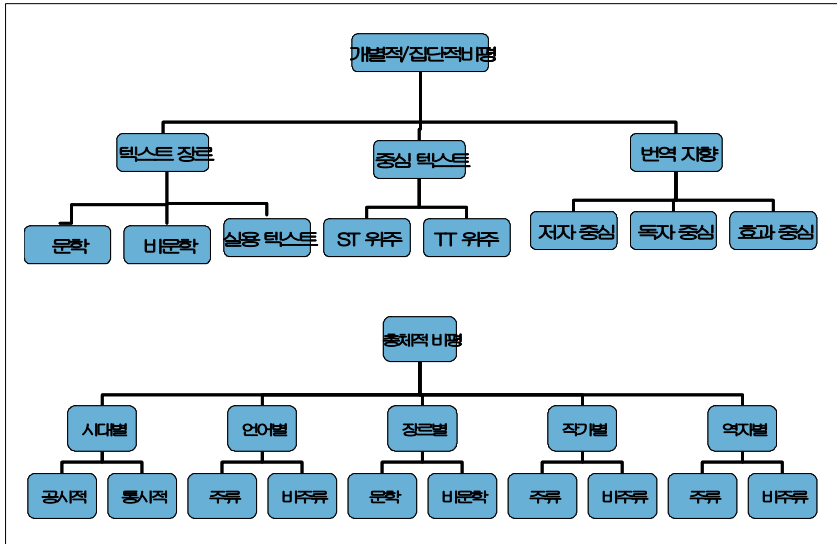 개별적/집단적비평
텍스트 장르
중심 텍스트
번역 지향
문학
비문학
실용 텍스트
ST 위주
TT 위주
저자 중심
독자 중심
효과 중심
총체적 비평
시대별
언어별
장르별
작가별
역자별
공시적
통시적
주류
비주류
문학
비문학
주류
비주류
주류
비주류